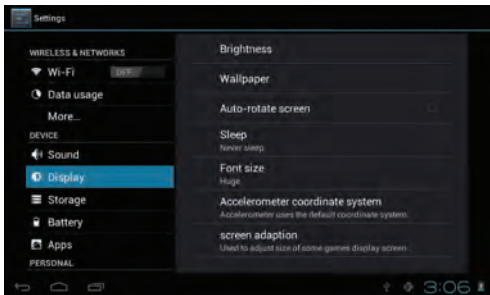 Settings
WIRELESS & NETWORKS
Wi-Fi OFF
Data usage
More...
DEVICE
Sound
Display
Storage
Battery
Apps
PERSONAL
Brightness
Wallpaper
Auto-rotate screen
Sleep
Never sleep
Font size
Huge
Accelerometer coordinate system
Accelerometer uses the default coordinate system.
screen adaption
Used to adjust size of some games display screen
3:06